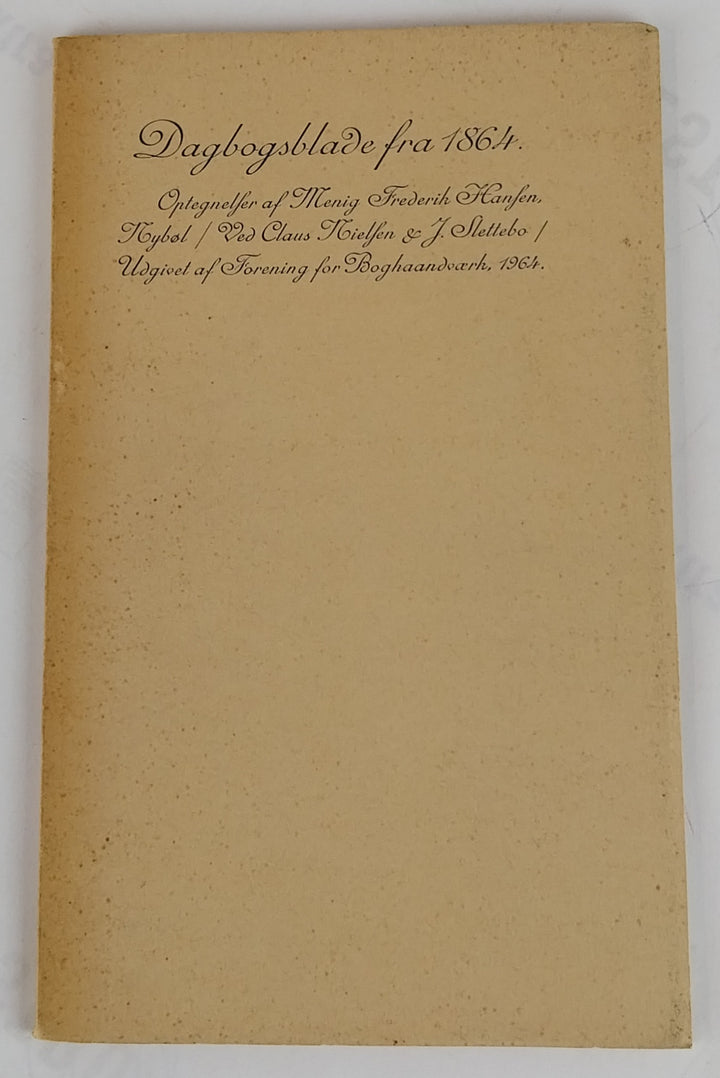 Dagbogsblade fra 1864.
Optegnelſer af Menig Frederik Hanſen,
Nybøl / Ved Claus Nielſen & J. Slettebo /
Udgivet af Forening for Boghaandværk, 1964.